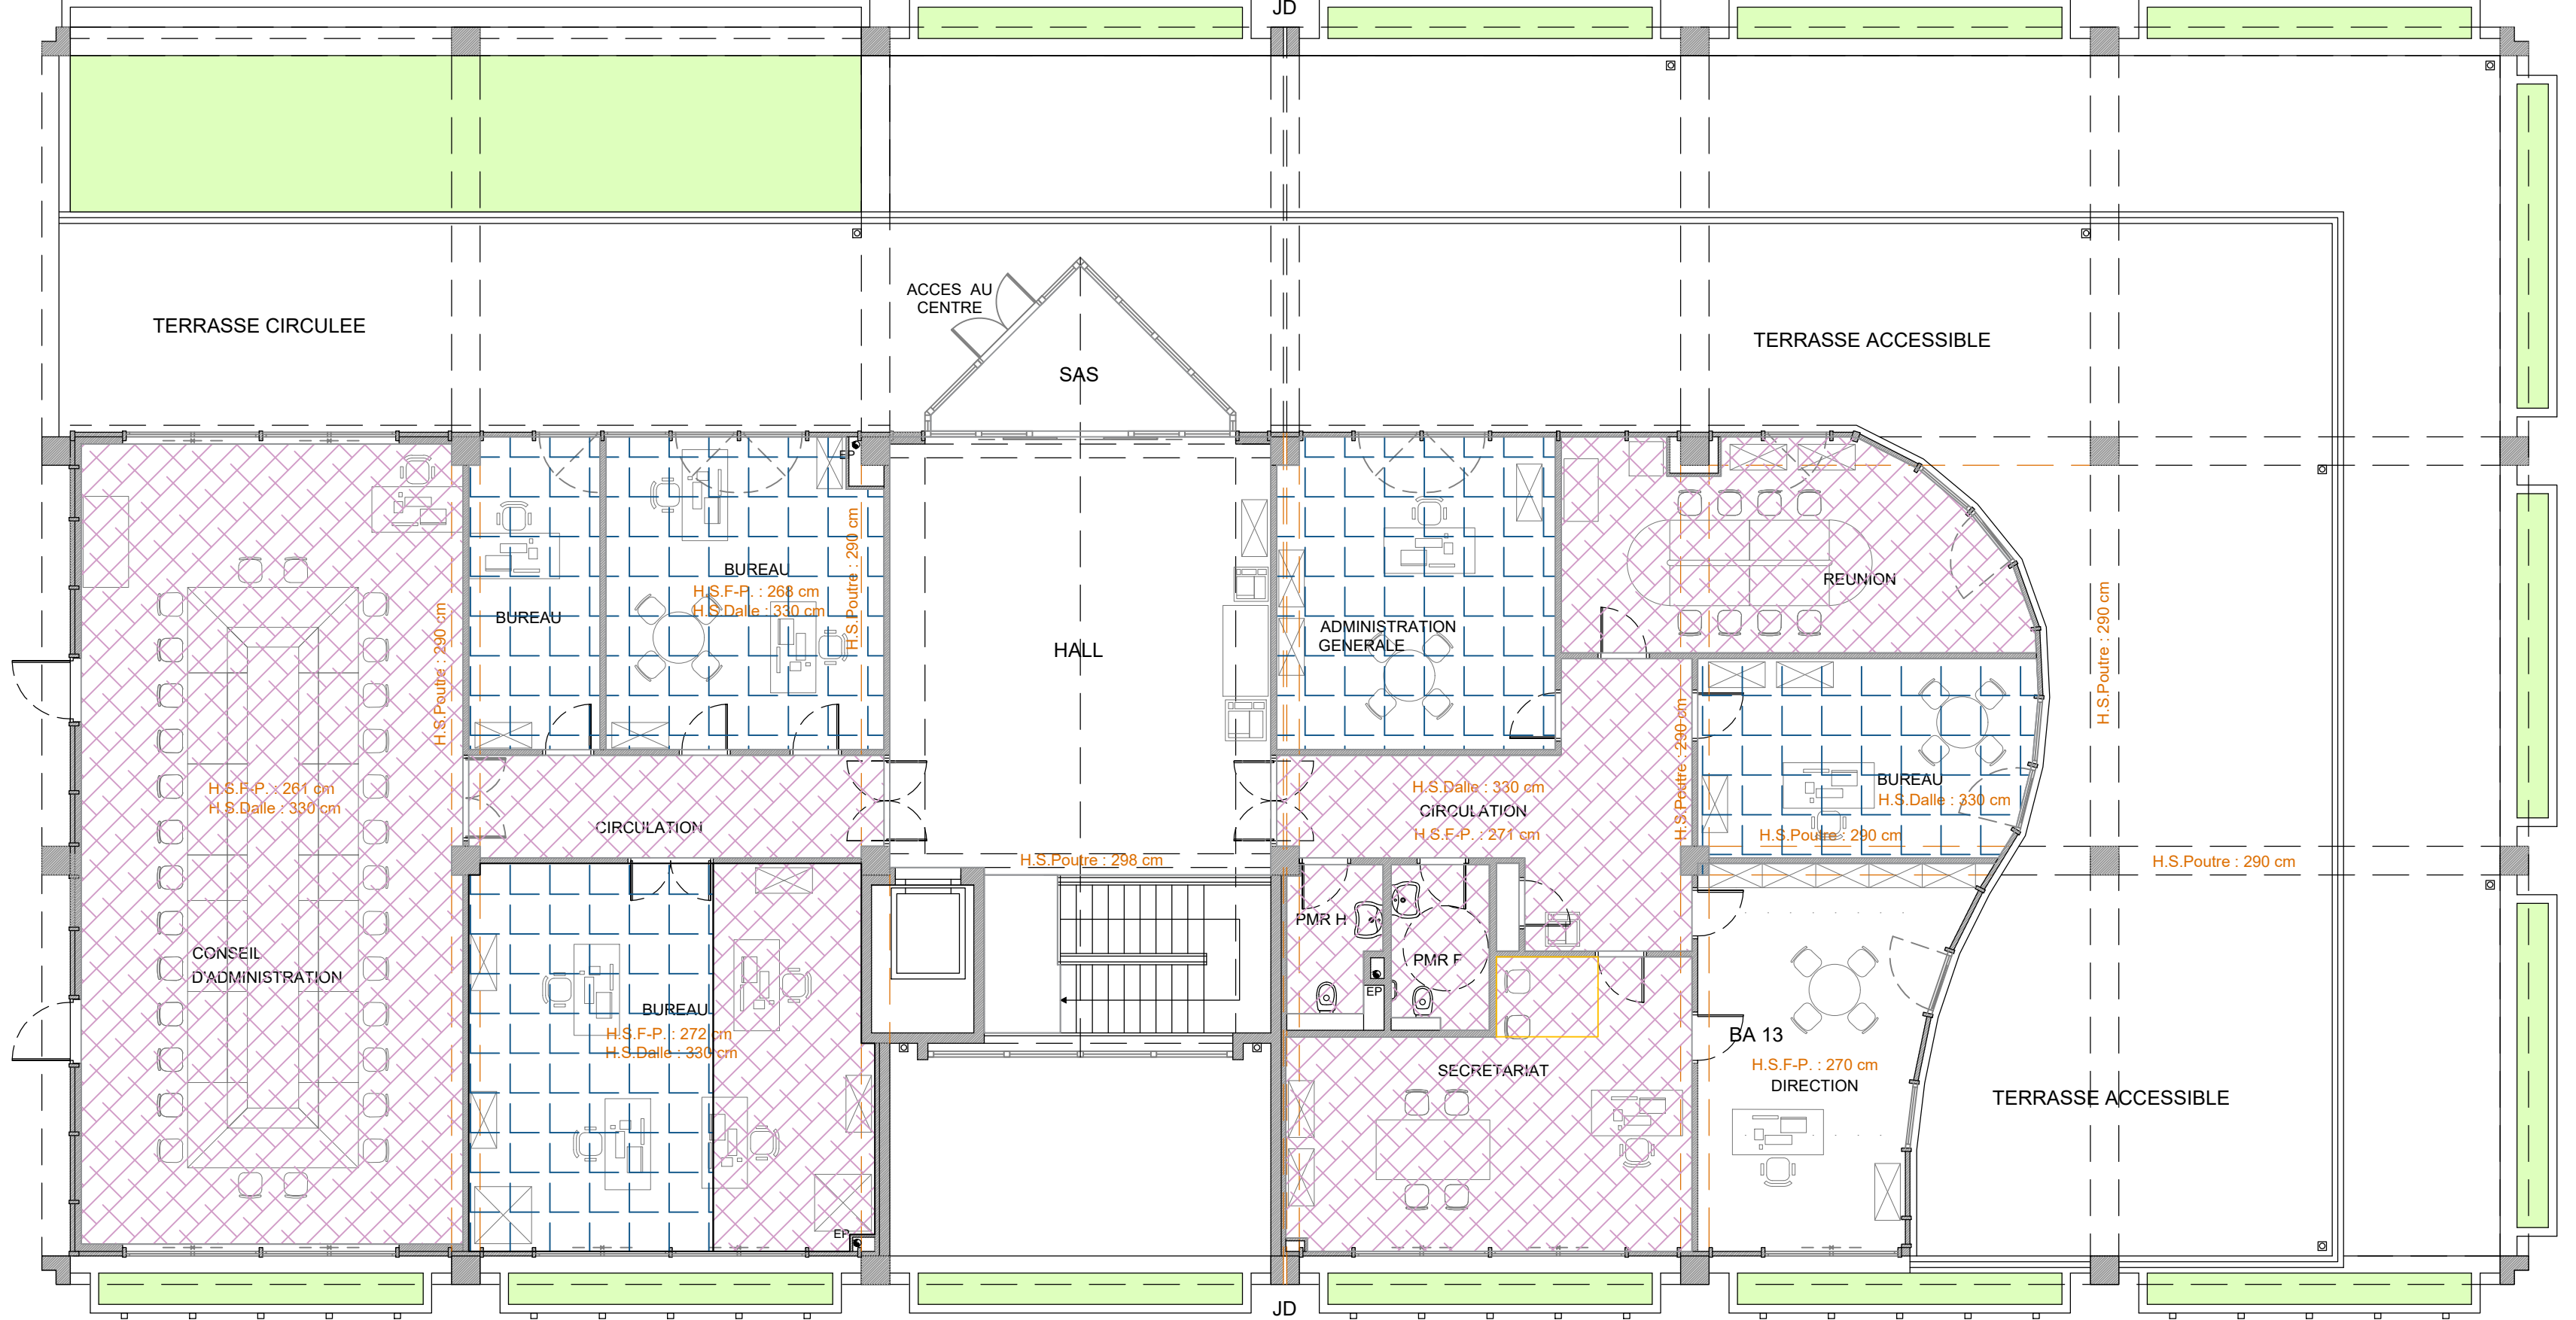 JD
ACCES AU
CENTRE
TERRASSE CIRCULEE
SAS
TERRASSE ACCESSIBLE
EP
BUREAU
H.S.F-P. : 268 cm
H.S.Dalle : 330 cm
H.S.Poutre : 290 cm
BUREAU
H.S.Poutre : 290 cm
HALL
ADMINISTRATION
GENERALE
REUNION
H.S.Poutre : 290 cm
H.S.F-P. : 261 cm
H.S.Dalle : 330 cm
CIRCULATION
H.S.Dalle : 330 cm
CIRCULATION
H.S.F-P. : 271 cm
H.S.Poutre : 290 cm
BUREAU
H.S.Dalle : 330 cm
H.S.Poutre : 290 cm
H.S.Poutre : 298 cm
H.S.Poutre : 290 cm
PMR H
PMR F
EP
CONSEIL
D'ADMINISTRATION
BUREAU
H.S.F-P. : 272 cm
H.S.Dalle : 330 cm
BA 13
H.S.F-P. : 270 cm
DIRECTION
SECRETARIAT
TERRASSE ACCESSIBLE
EP
JD